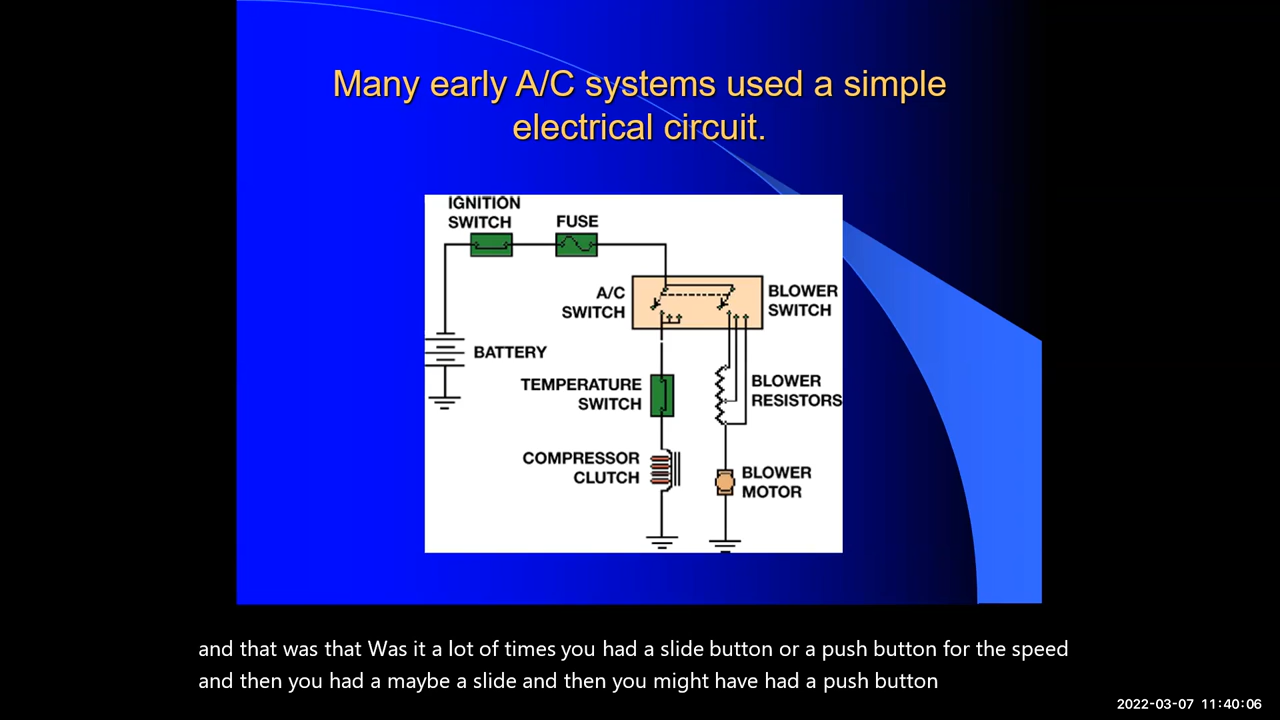 Many early A/C systems used a simple
electrical circuit.
IGNITION
SWITCH
FUSE
A/C
SWITCH
BLOWER
SWITCH
BATTERY
TEMPERATURE
SWITCH
BLOWER
RESISTORS
COMPRESSOR
CLUTCH
BLOWER
MOTOR
and that was that Was it a lot of times you had a slide button or a push button for the speed
and then you had a maybe a slide and then you might have had a push button
2022-03-07 11:40:06